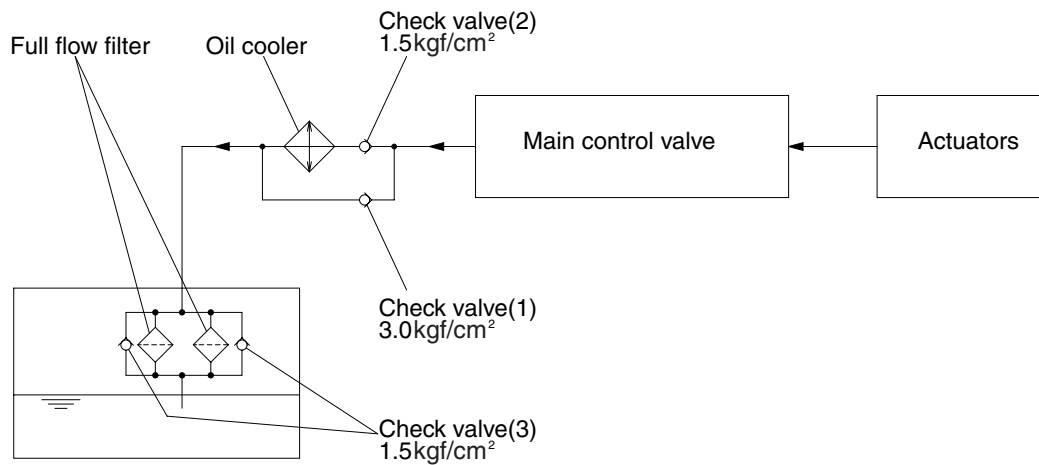 Check valve(2)
1.5kgf/cm²
Full flow filter
Oil cooler
Main control valve
Actuators
Check valve(1)
3.0kgf/cm²
Check valve(3)
1.5kgf/cm²